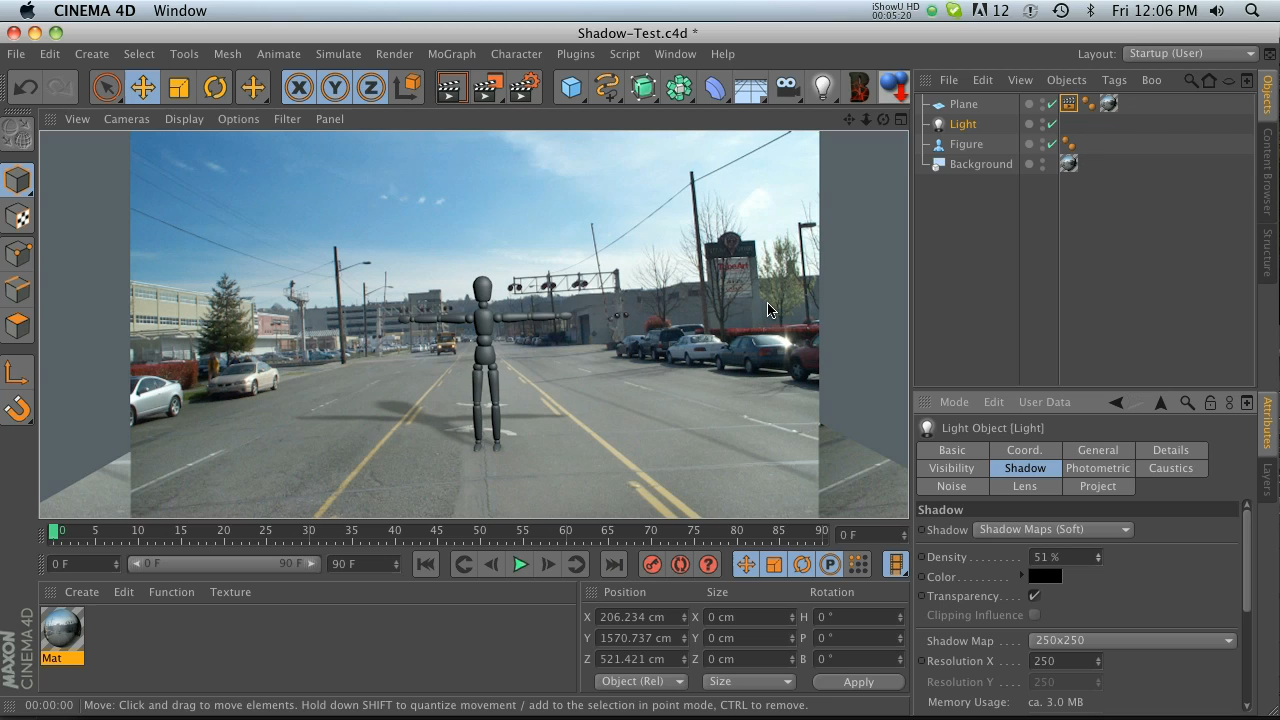 CINEMA 4D Window
iShowU HD
00:05:20
12
Fri 12:06 PM
Shadow-Test.c4d *
File Edit Create Select Tools Mesh Animate Simulate Render MoGraph Character Plugins Script Window Help
Layout: Startup (User)
X Y Z
File Edit View Objects Tags Boo
View Cameras Display Options Filter Panel
Plane
Light
Figure
Background
Objects
Content Browser
Structure
Mode Edit User Data
Light Object [Light]
Basic Coord. General Details
Visibility Shadow Photometric Caustics
Noise Lens Project
Attributes
Layers
Shadow
Shadow Shadow Maps (Soft)
Density 51 %
Color
Transparency
Clipping Influence
Shadow Map 250x250
Resolution X 250
Resolution Y 250
Memory Usage: ca. 3.0 MB
0 5 10 15 20 25 30 35 40 45 50 55 60 65 70 75 80 85 90 0 F
0 F 0 F 90 F 90 F
P
Create Edit Function Texture
Mat
Position Size Rotation
X 206.234 cm X 0 cm H 0 °
Y 1570.737 cm Y 0 cm P 0 °
Z 521.421 cm Z 0 cm B 0 °
Object (Rel) Size Apply
MAXON
CINEMA 4D
00:00:00 Move: Click and drag to move elements. Hold down SHIFT to quantize movement / add to the selection in point mode, CTRL to remove.